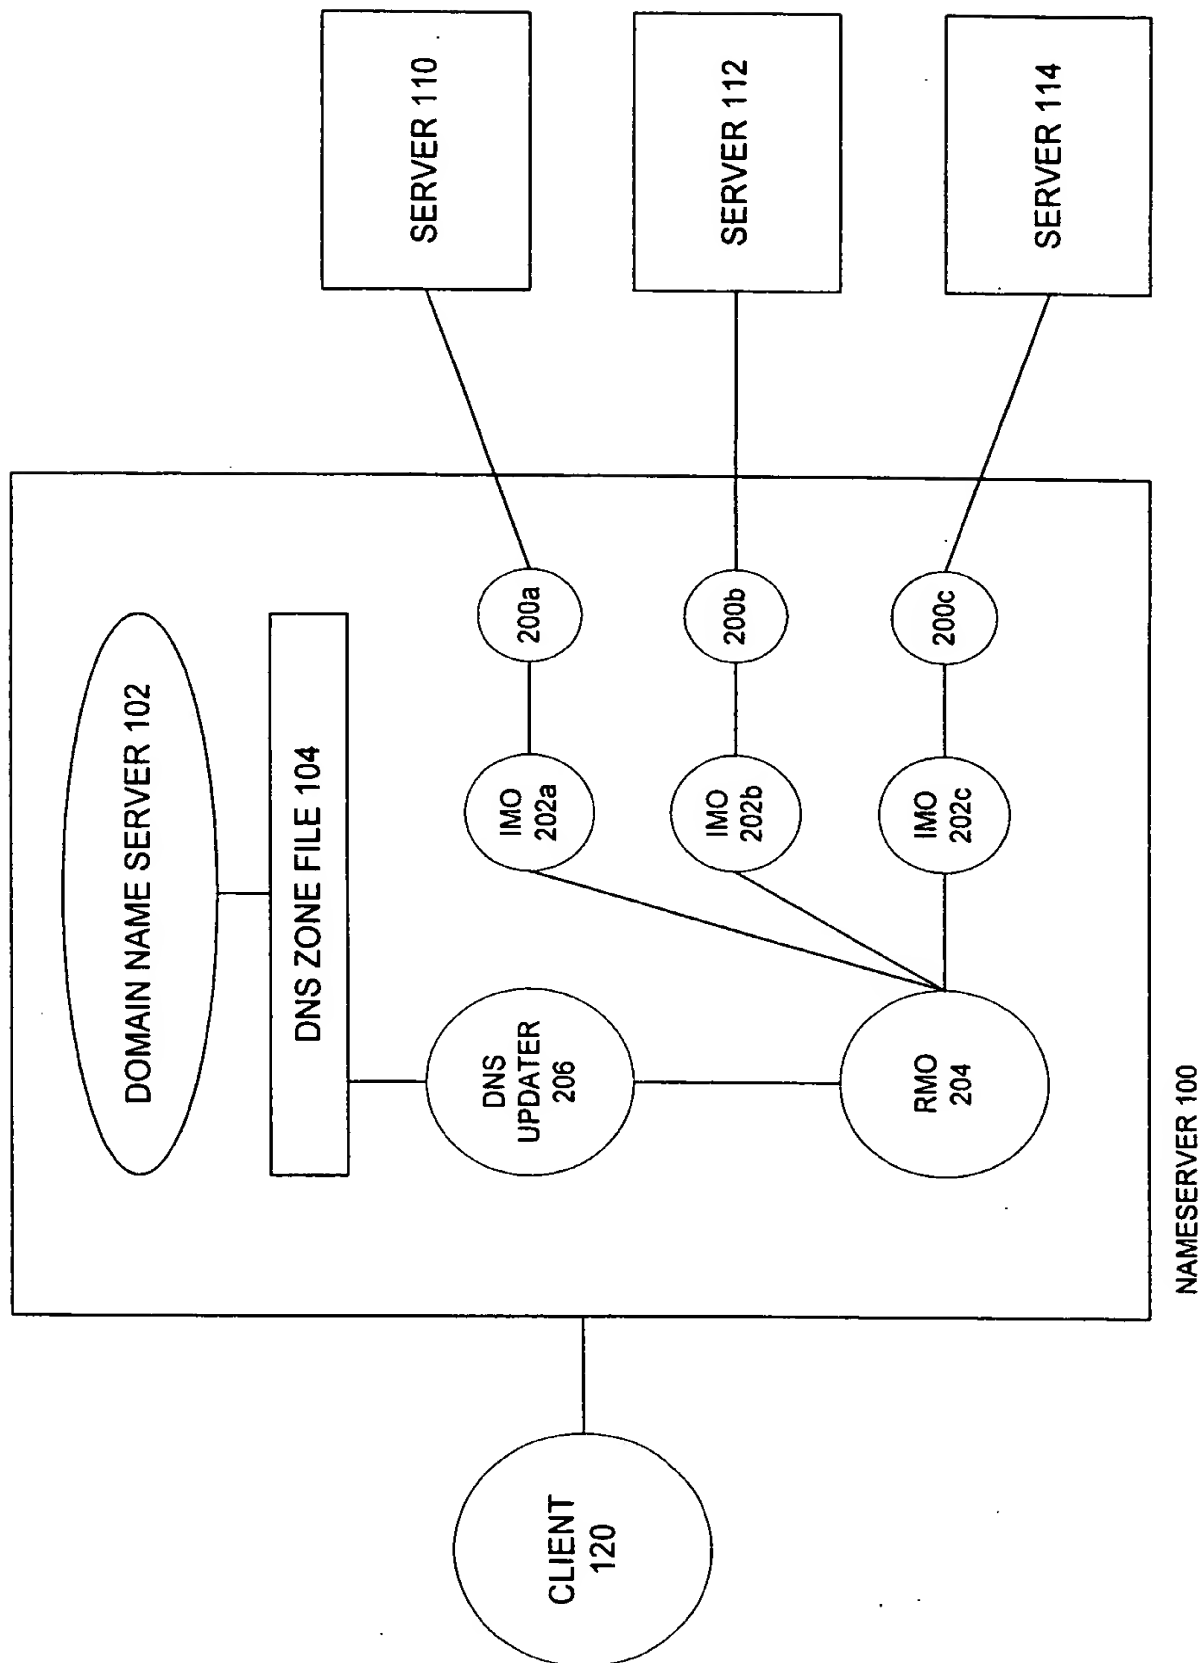 DOMAIN NAME SERVER 102
DNS ZONE FILE 104
DNS
UPDATER
206
RMO
204
IMO
202a
IMO
202b
IMO
202c
200a
200b
200c
SERVER 110
SERVER 112
SERVER 114
CLIENT
120
NAMESERVER 100